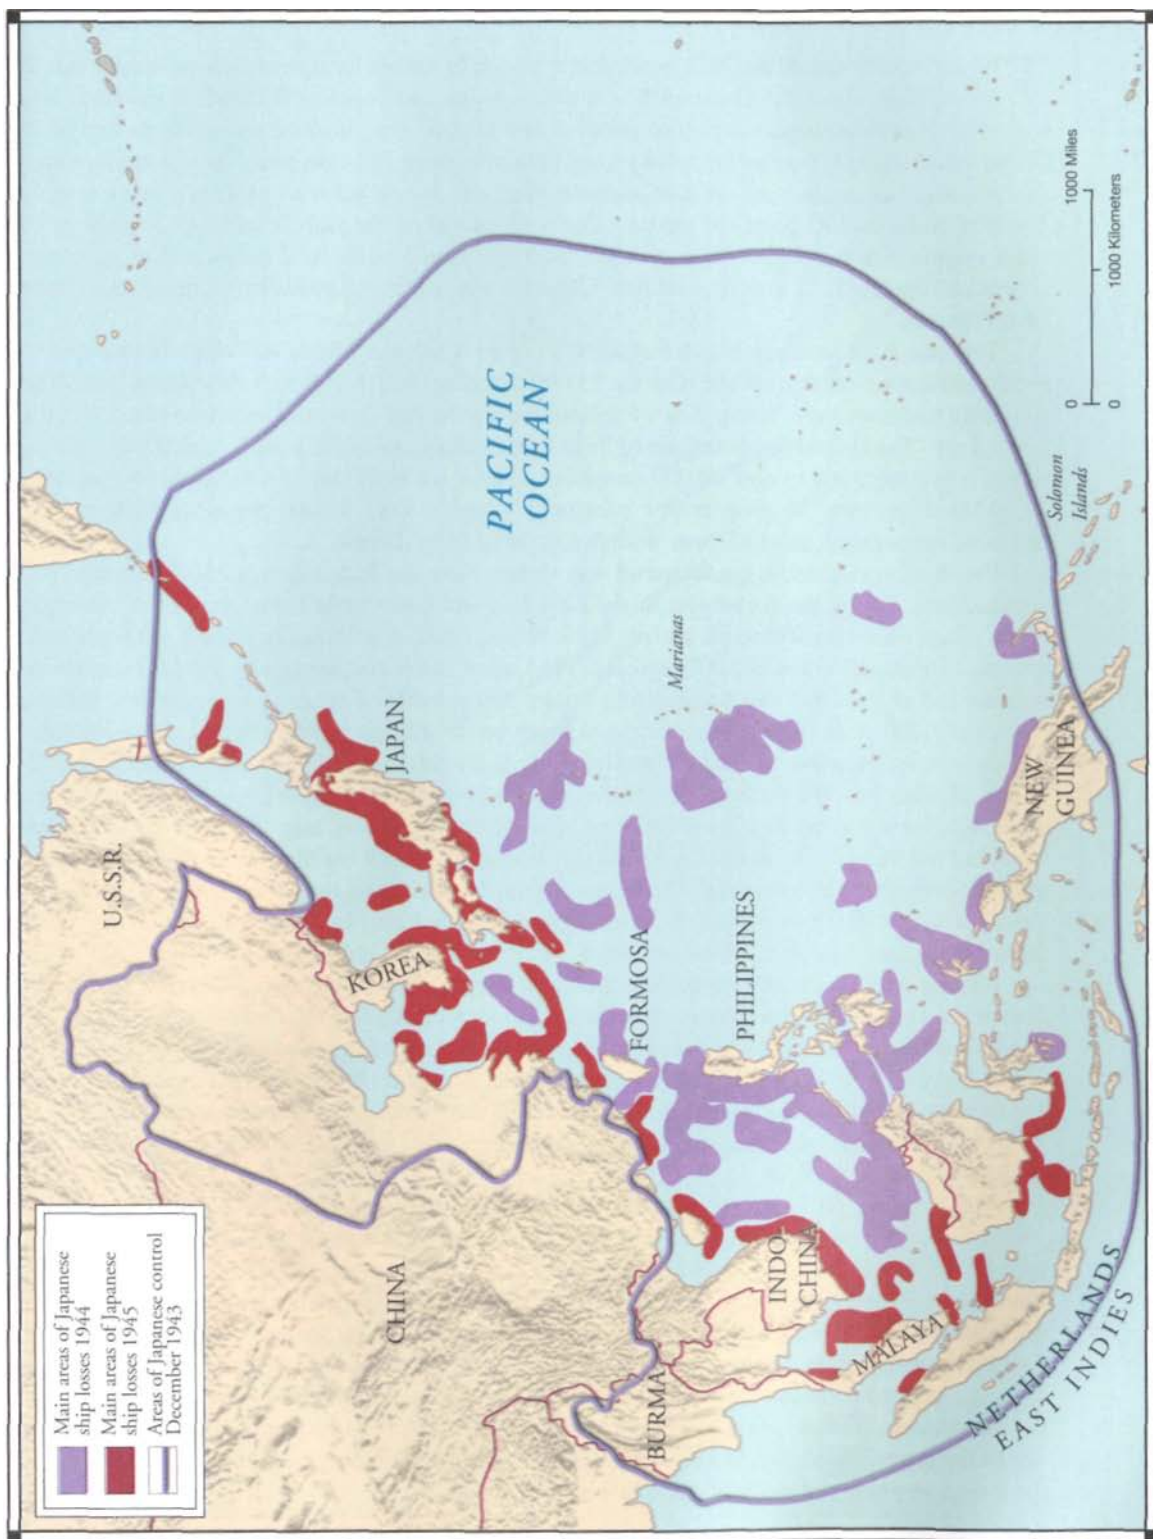 Main areas of Japanese
ship losses 1944
Main areas of Japanese
ship losses 1945
Areas of Japanese control
December 1943
U.S.S.R.
CHINA
KOREA
JAPAN
PACIFIC
OCEAN
FORMOSA
Marianas
BURMA
INDO-
CHINA
PHILIPPINES
MALAYA
NETHERLANDS
EAST INDIES
NEW
GUINEA
Solomon
Islands
0
1000 Miles
0
1000 Kilometers